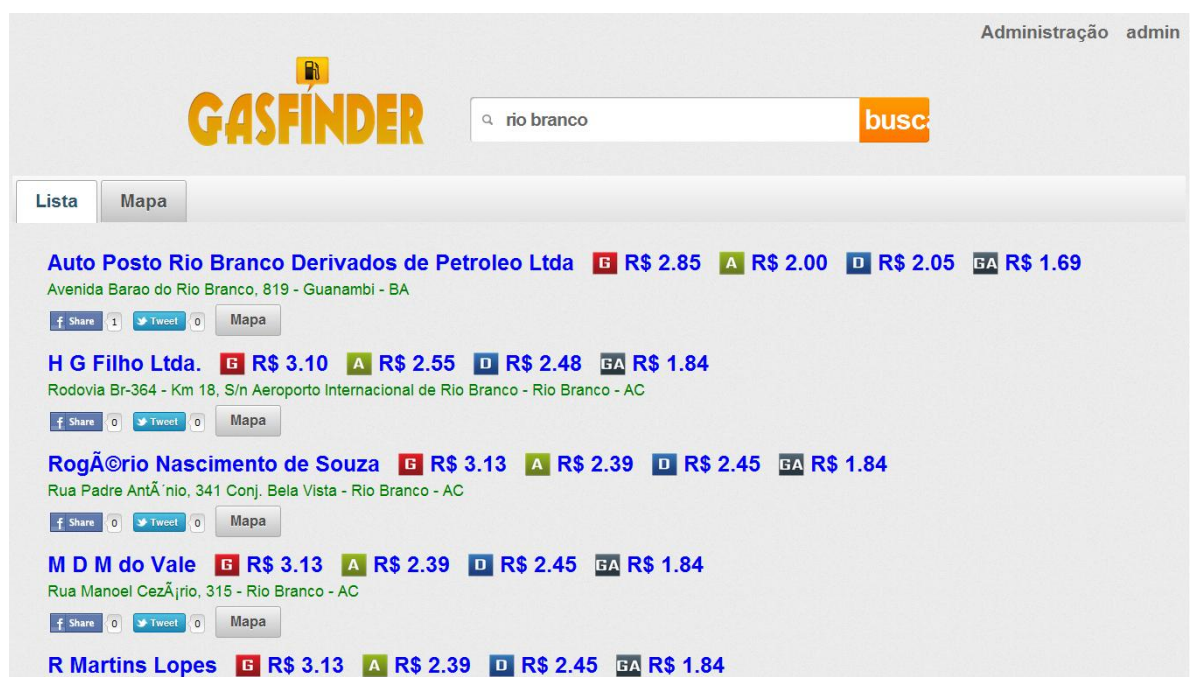 Administração admin
GASFINDER
rio branco
busca
Lista Mapa
Auto Posto Rio Branco Derivados de Petroleo Ltda G R$ 2.85 A R$ 2.00 D R$ 2.05 GA R$ 1.69
Avenida Barao do Rio Branco, 819 - Guanambi - BA
f Share 1 Tweet 0 Mapa
H G Filho Ltda. G R$ 3.10 A R$ 2.55 D R$ 2.48 GA R$ 1.84
Rodovia Br-364 - Km 18, S/n Aeroporto Internacional de Rio Branco - Rio Branco - AC
f Share 0 Tweet 0 Mapa
RogÃ©rio Nascimento de Souza G R$ 3.13 A R$ 2.39 D R$ 2.45 GA R$ 1.84
Rua Padre AntÃ´nio, 341 Conj. Bela Vista - Rio Branco - AC
f Share 0 Tweet 0 Mapa
M D M do Vale G R$ 3.13 A R$ 2.39 D R$ 2.45 GA R$ 1.84
Rua Manoel CezÃ¡rio, 315 - Rio Branco - AC
f Share 0 Tweet 0 Mapa
R Martins Lopes G R$ 3.13 A R$ 2.39 D R$ 2.45 GA R$ 1.84